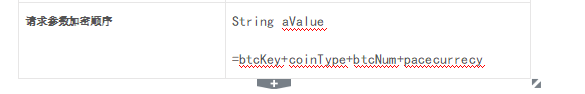 请求参数加密顺序
String aValue
=btcKey+coinType+btcNum+pacecurrecy